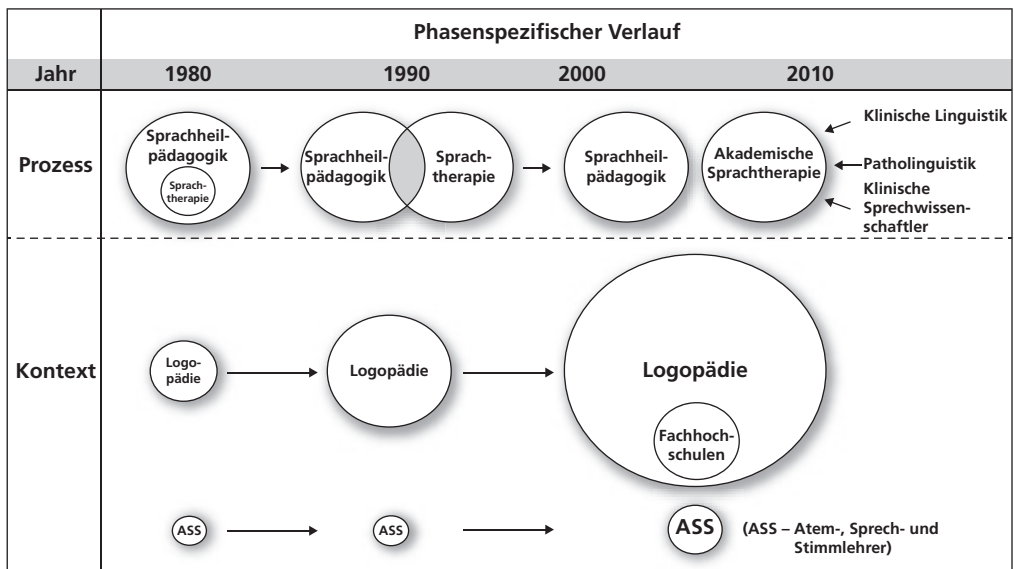 Phasenspezifischer Verlauf
Jahr 1980 1990 2000 2010
Prozess
Sprachheil-
pädagogik
Sprach-
therapie
Sprachheil-
pädagogik
Sprach-
therapie
Sprachheil-
pädagogik
Akademische
Sprachtherapie
Klinische Linguistik
Patholinguistik
Klinische
Sprechwissen-
schaftler
Kontext
Logo-
pädie
Logopädie
Logopädie
Fachhoch-
schulen
ASS
ASS
ASS
(ASS – Atem-, Sprech- und
Stimmlehrer)